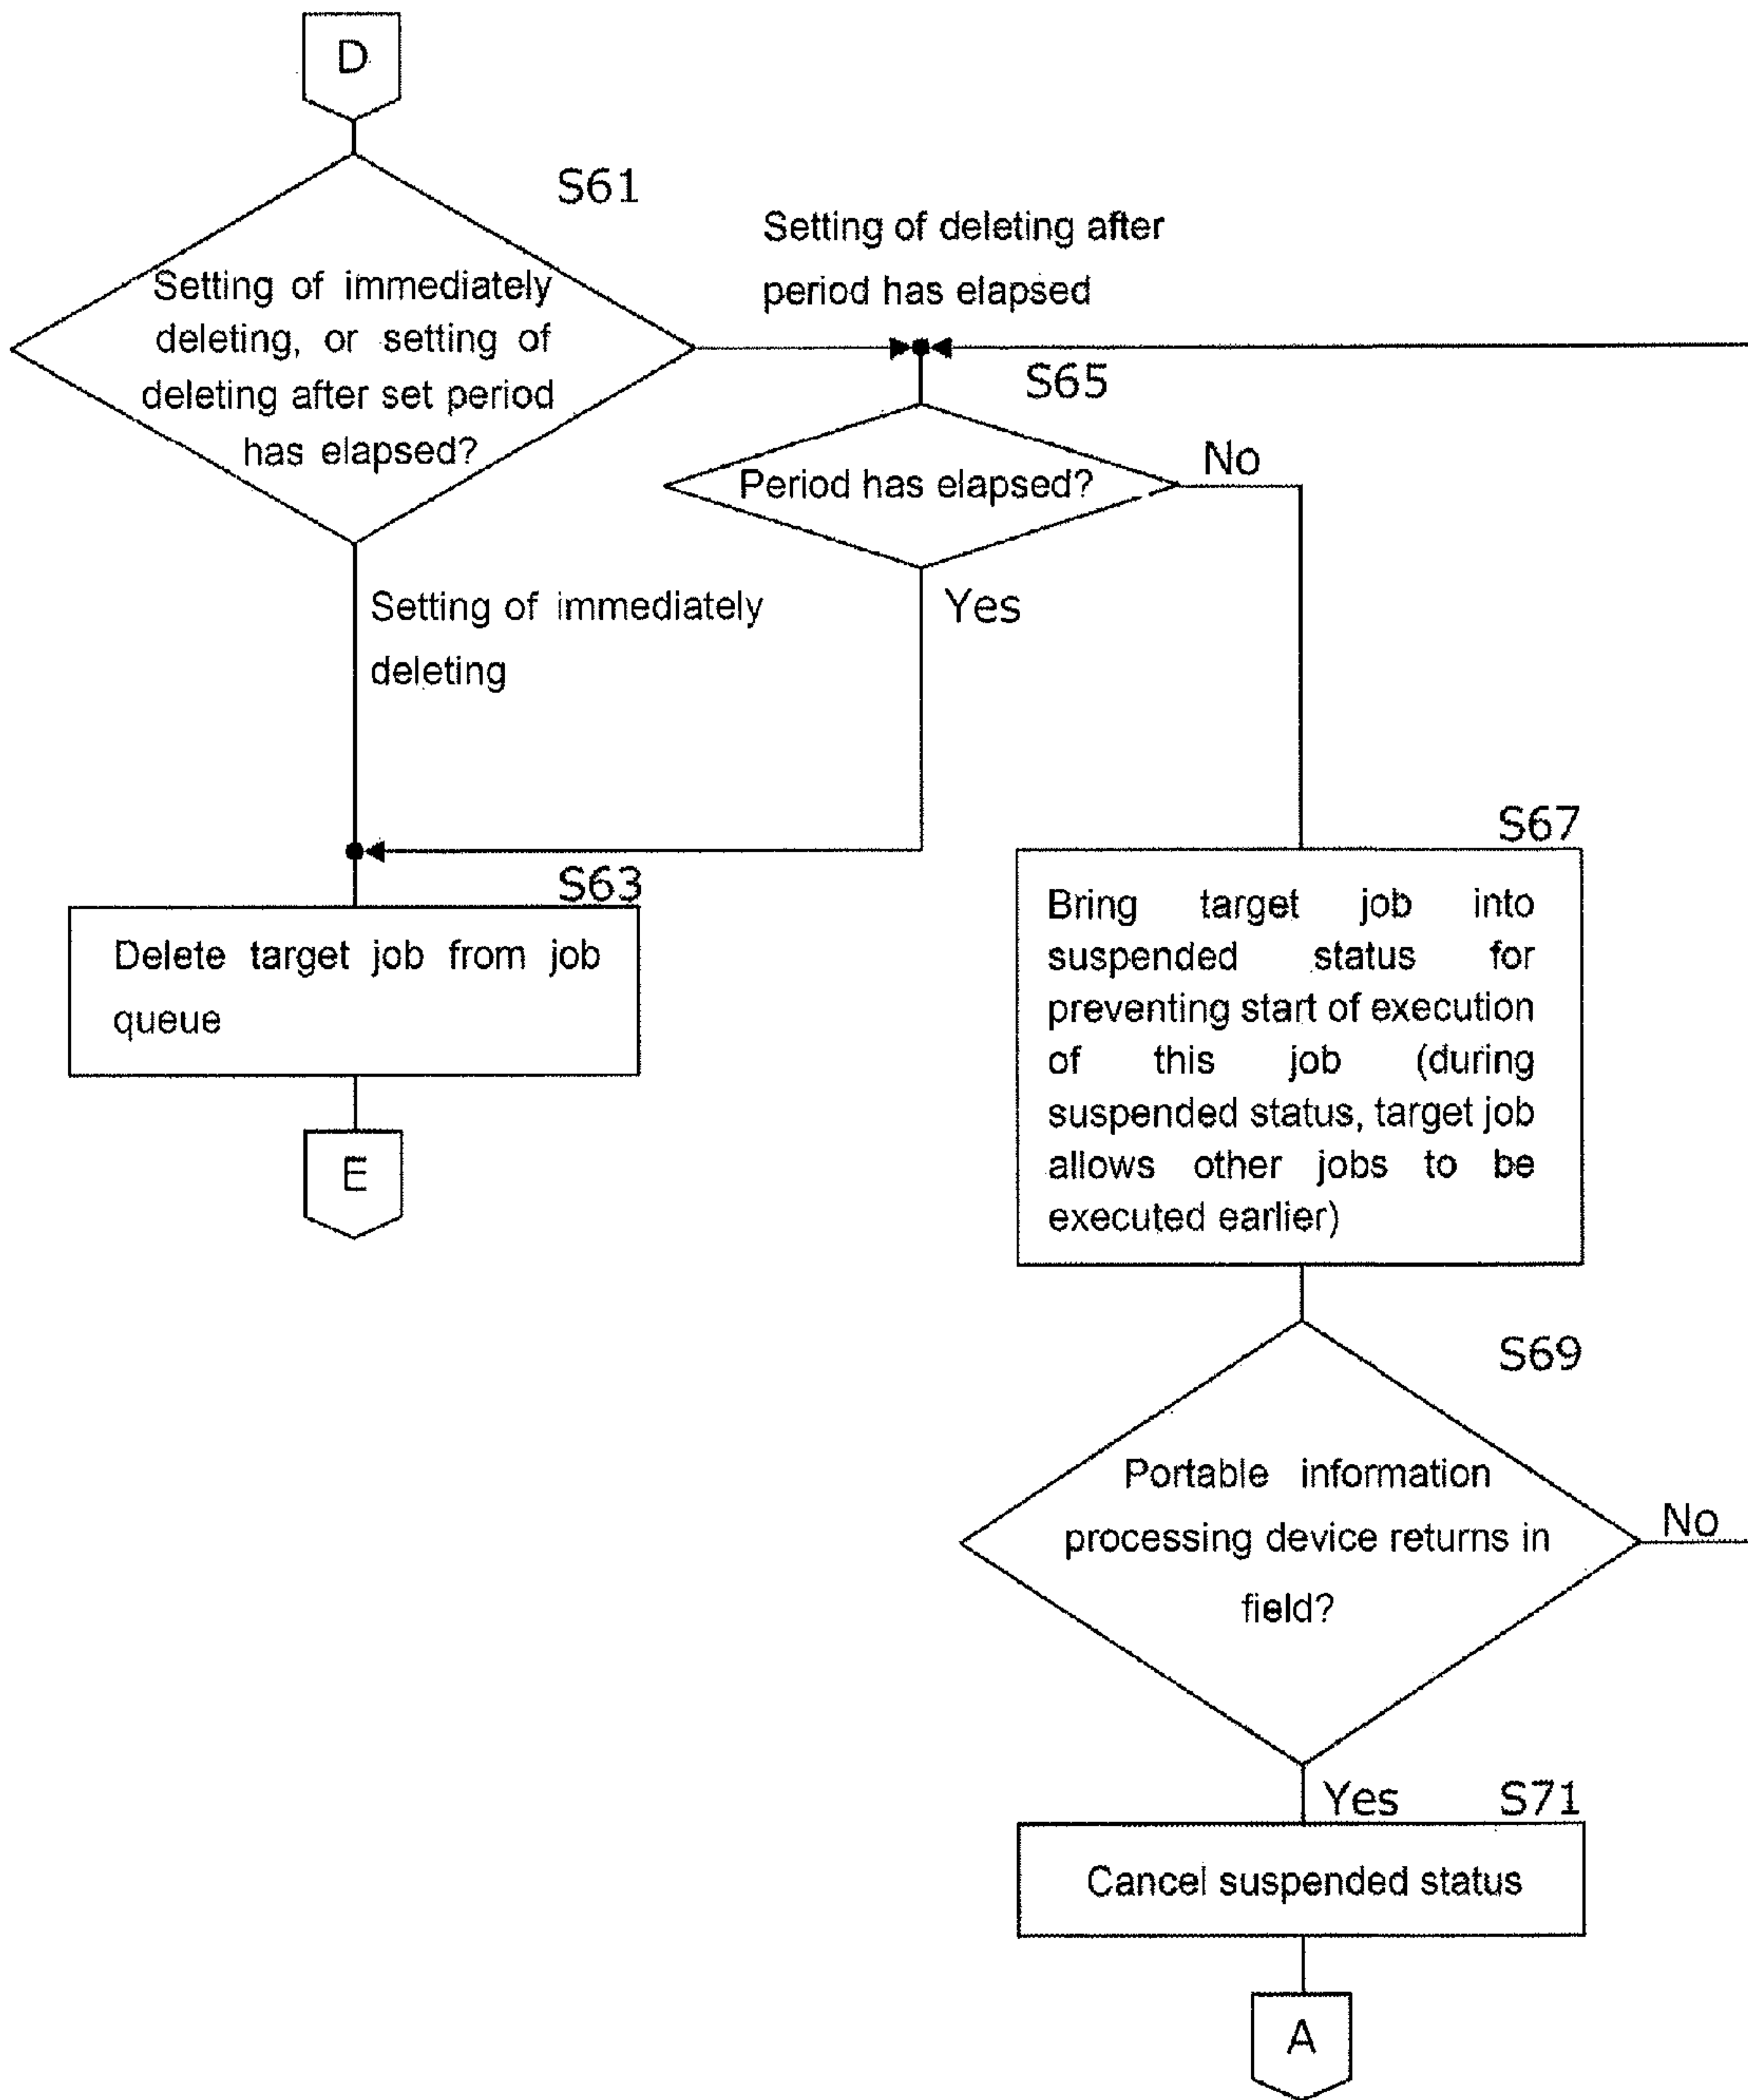 D
S61
Setting of immediately
deleting, or setting of
deleting after set period
has elapsed?
Setting of deleting after
period has elapsed
S65
Period has elapsed?
No
Yes
Setting of immediately
deleting
S63
Delete target job from job
queue
E
S67
Bring target job into
suspended status for
preventing start of execution
of this job (during
suspended status, target job
allows other jobs to be
executed earlier)
S69
Portable information
processing device returns in
field?
No
Yes
S71
Cancel suspended status
A